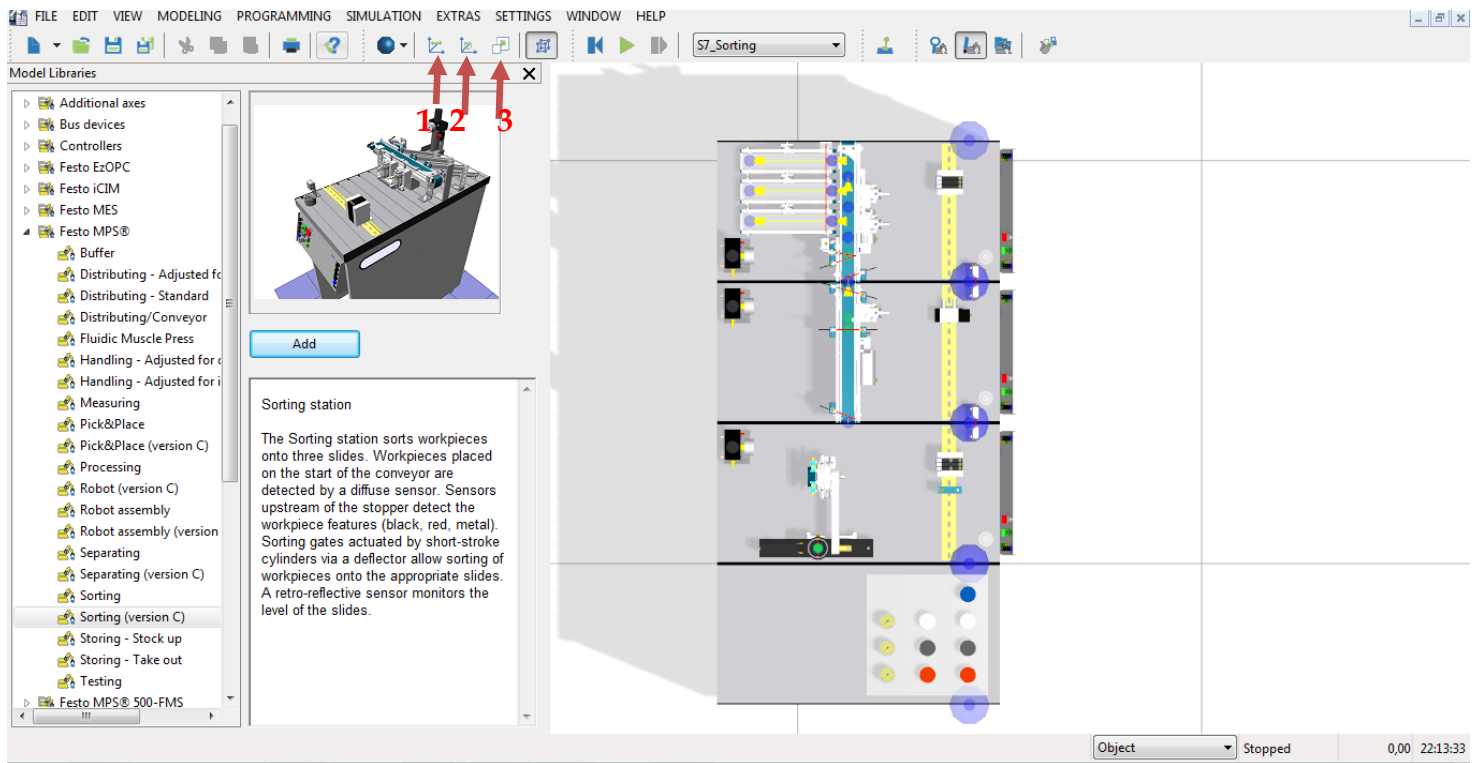 FILE EDIT VIEW MODELING PROGRAMMING SIMULATION EXTRAS SETTINGS WINDOW HELP
S7_Sorting
Model Libraries
1 2 3
Additional axes
Bus devices
Controllers
Festo EzOPC
Festo iCIM
Festo MES
Festo MPS®
Buffer
Distributing - Adjusted fo
Distributing - Standard
Distributing/Conveyor
Fluidic Muscle Press
Handling - Adjusted for
Handling - Adjusted for i
Measuring
Pick&Place
Pick&Place (version C)
Processing
Robot (version C)
Robot assembly
Robot assembly (version
Separating
Separating (version C)
Sorting
Sorting (version C)
Storing - Stock up
Storing - Take out
Testing
Festo MPS® 500-FMS
Add
Sorting station
The Sorting station sorts workpieces
onto three slides. Workpieces placed
on the start of the conveyor are
detected by a diffuse sensor. Sensors
upstream of the stopper detect the
workpiece features (black, red, metal).
Sorting gates actuated by short-stroke
cylinders via a deflector allow sorting of
workpieces onto the appropriate slides.
A retro-reflective sensor monitors the
level of the slides.
Object Stopped 0,00 22:13:33